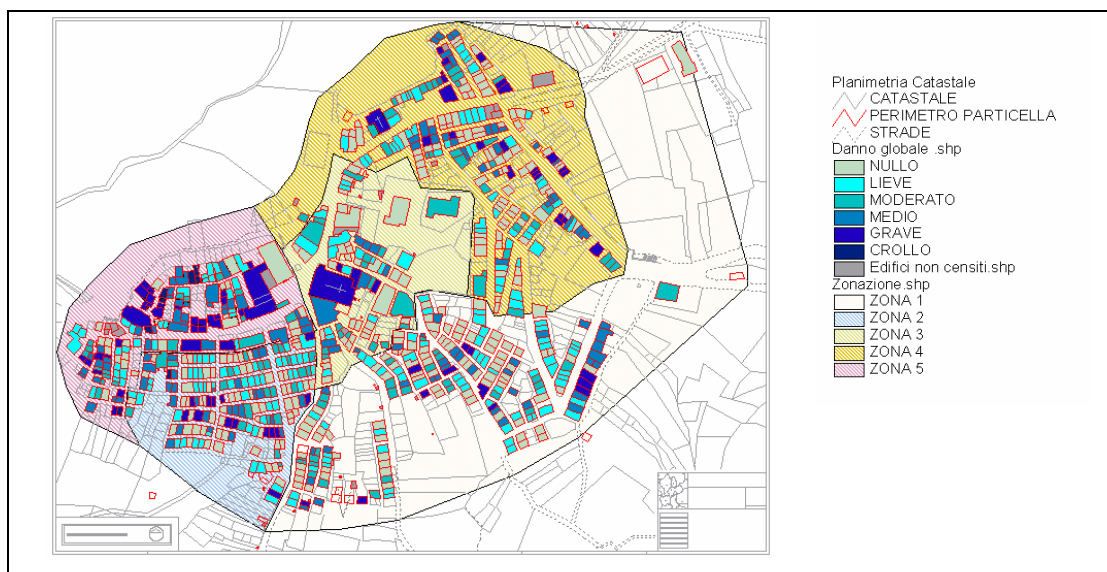 Planimetria Catastale
CATASTALE
PERIMETRO PARTICELLA
STRADE
Danno globale .shp
NULLO
LIEVE
MODERATO
MEDIO
GRAVE
CROLLO
Edifici non censiti.shp
Zonazione.shp
ZONA 1
ZONA 2
ZONA 3
ZONA 4
ZONA 5